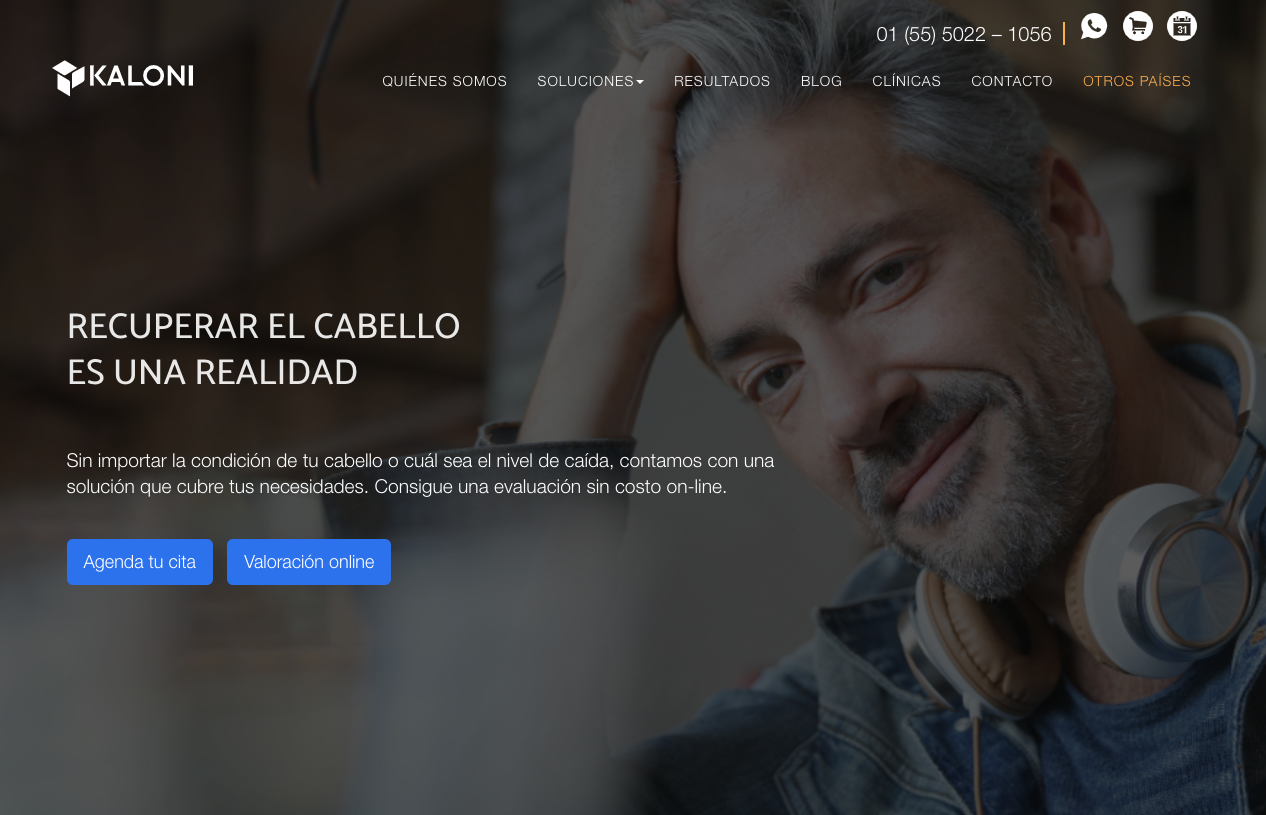 01 (55) 5022 – 1056
31
KALONI
QUIÉNES SOMOS SOLUCIONES RESULTADOS BLOG CLÍNICAS CONTACTO OTROS PAÍSES
RECUPERAR EL CABELLO
ES UNA REALIDAD
Sin importar la condición de tu cabello o cuál sea el nivel de caída, contamos con una
solución que cubre tus necesidades. Consigue una evaluación sin costo on-line.
Agenda tu cita Valoración online